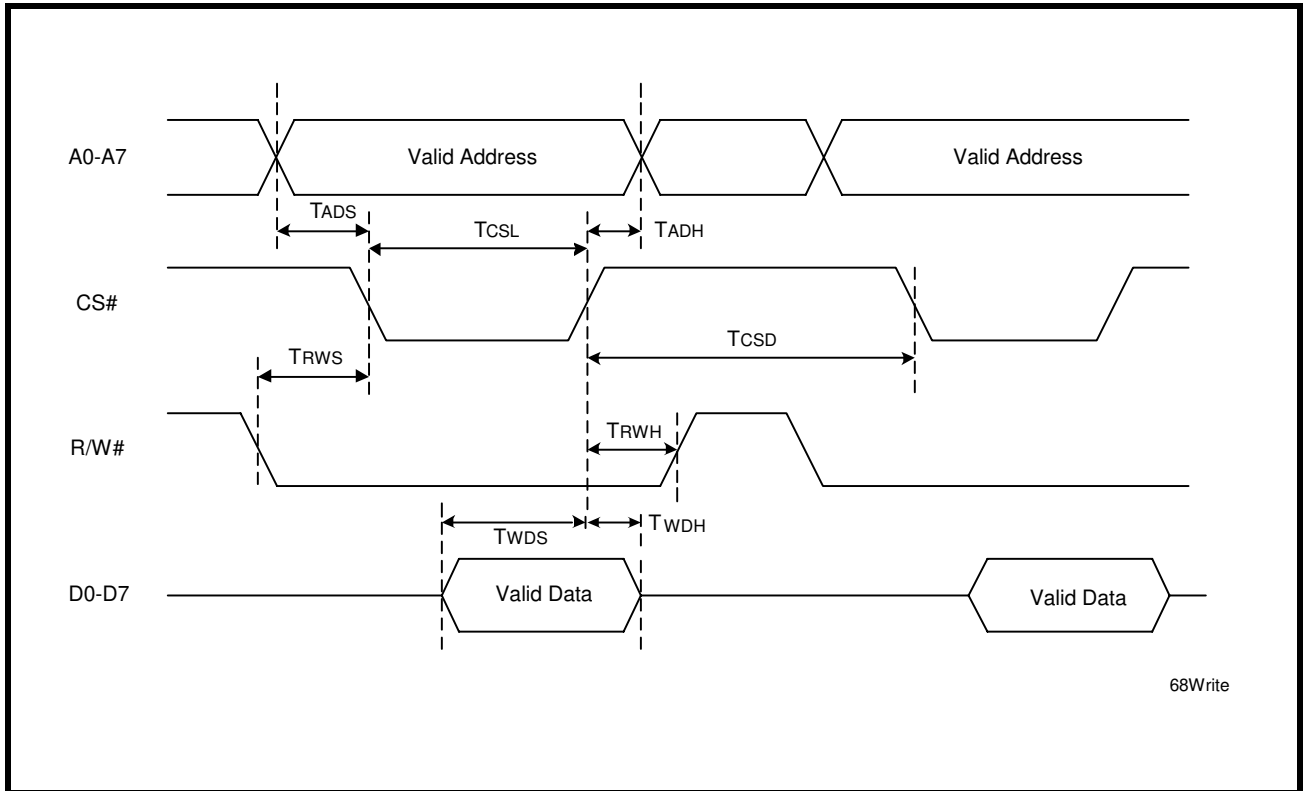 A0-A7
Valid Address
Valid Address
TADS
TCSL
TADH
CS#
TCSD
TRWS
R/W#
TRWH
TWDS
TWDH
D0-D7
Valid Data
Valid Data
68Write